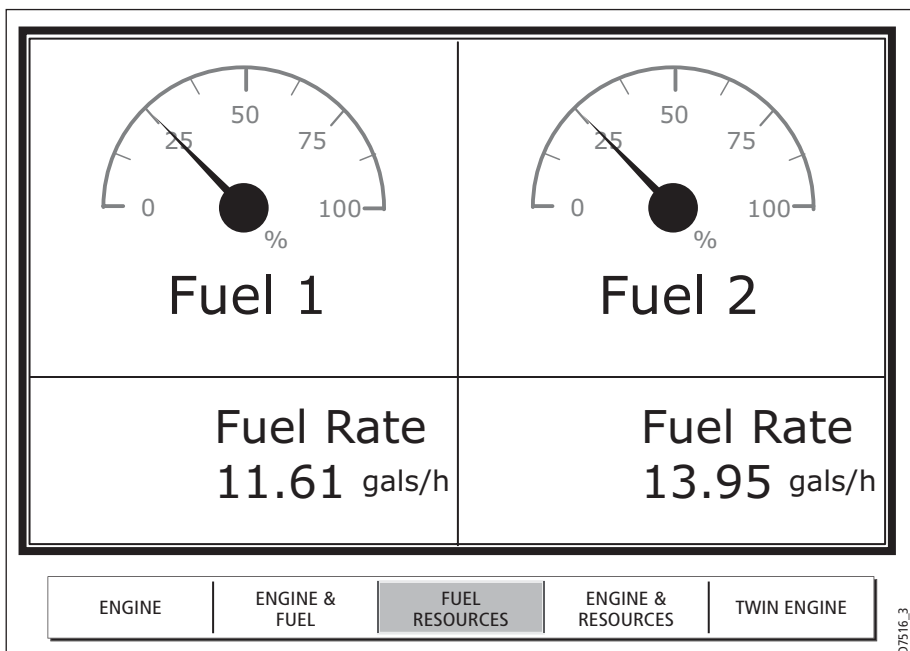 0
25
50
75
100
%
Fuel 1
0
25
50
75
100
%
Fuel 2
Fuel Rate
11.61 gals/h
Fuel Rate
13.95 gals/h
ENGINE
ENGINE &
FUEL
FUEL
RESOURCES
ENGINE &
RESOURCES
TWIN ENGINE